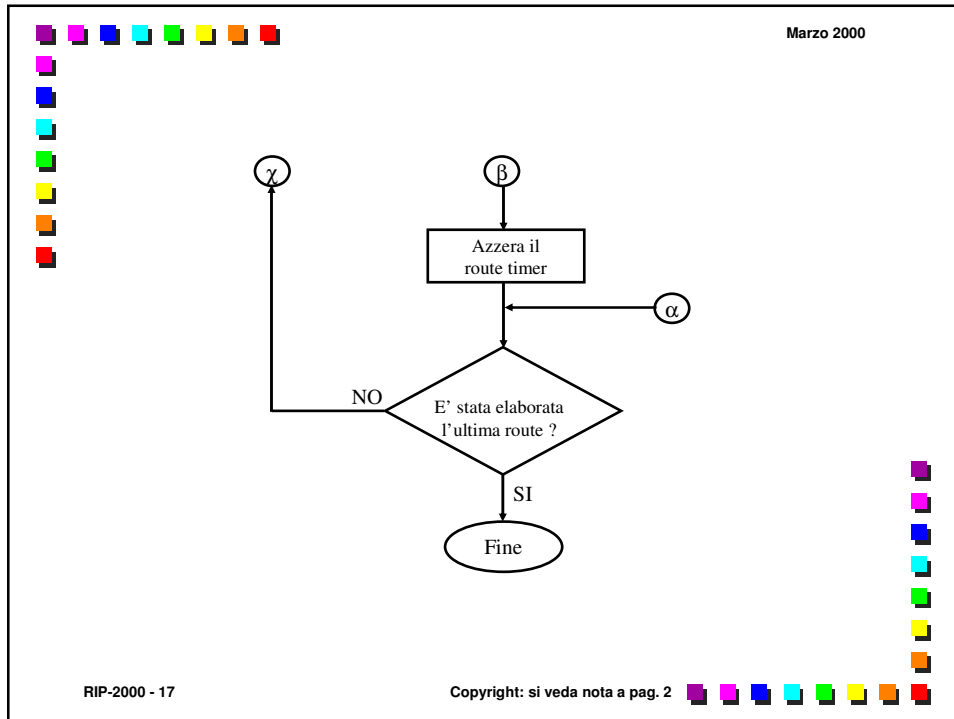 Marzo 2000
χ
β
Azzera il
route timer
α
NO
E' stata elaborata
l'ultima route ?
SI
Fine
RIP-2000 - 17
Copyright: si veda nota a pag. 2